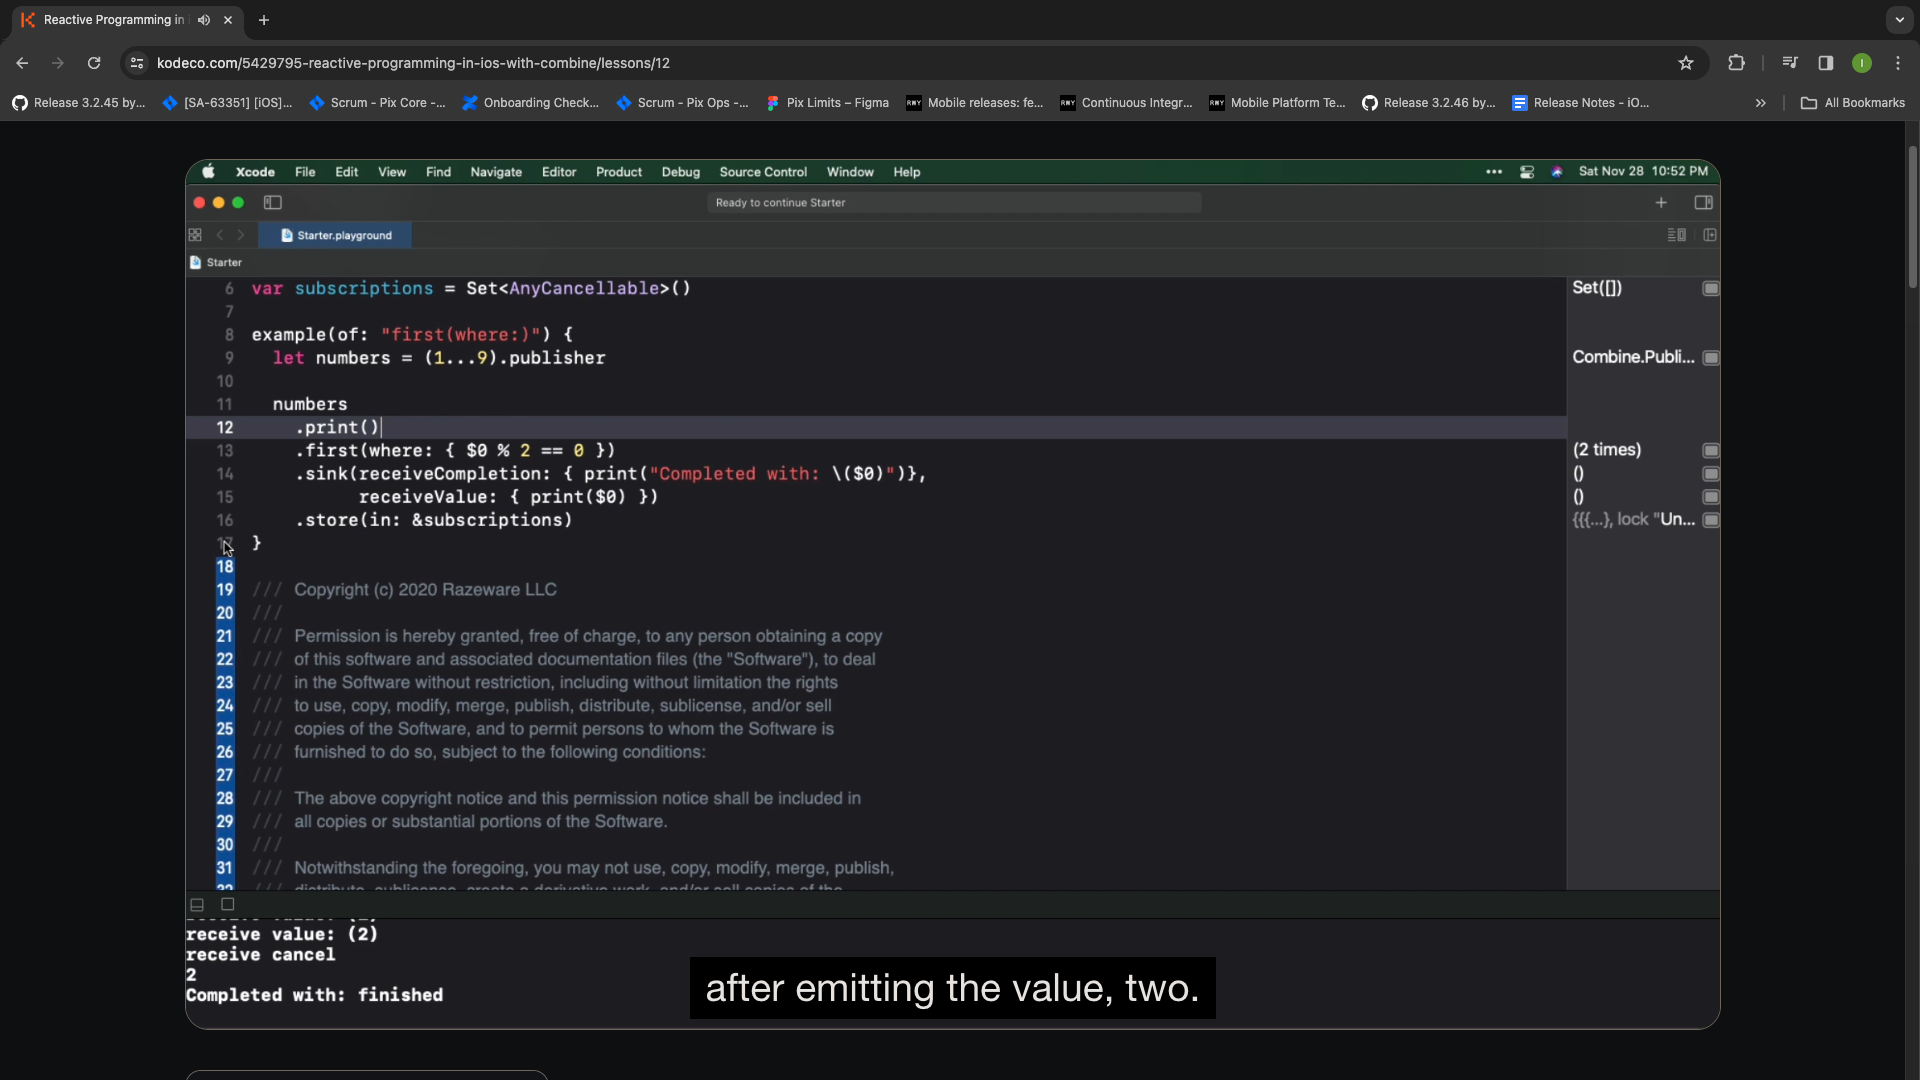 Reactive Programming in
kodeco.com/5429795-reactive-programming-in-ios-with-combine/lessons/12
I
Release 3.2.45 by...
[SA-63351] [iOS]...
Scrum - Pix Core -...
Onboarding Check...
Scrum - Pix Ops -...
Pix Limits – Figma
Mobile releases: fe...
Continuous Integr...
Mobile Platform Te...
Release 3.2.46 by...
Release Notes - iO...
All Bookmarks
Xcode File Edit View Find Navigate Editor Product Debug Source Control Window Help
Sat Nov 28 10:52 PM
Ready to continue Starter
Starter.playground
Starter
6 var subscriptions = Set<AnyCancellable>() Set([])
7
8 example(of: "first(where:)") {
9 let numbers = (1...9).publisher Combine.Publi...
10
11 numbers
12 .print()
13 .first(where: { $0 % 2 == 0 }) (2 times)
14 .sink(receiveCompletion: { print("Completed with: \($0)")}, ()
15 receiveValue: { print($0) }) ()
16 .store(in: &subscriptions) {{{...}, lock "Un...
}
18
19 /// Copyright (c) 2020 Razeware LLC
20 ///
21 /// Permission is hereby granted, free of charge, to any person obtaining a copy
22 /// of this software and associated documentation files (the "Software"), to deal
23 /// in the Software without restriction, including without limitation the rights
24 /// to use, copy, modify, merge, publish, distribute, sublicense, and/or sell
25 /// copies of the Software, and to permit persons to whom the Software is
26 /// furnished to do so, subject to the following conditions:
27 ///
28 /// The above copyright notice and this permission notice shall be included in
29 /// all copies or substantial portions of the Software.
30 ///
31 /// Notwithstanding the foregoing, you may not use, copy, modify, merge, publish,
receive value: (2)
receive cancel
2
Completed with: finished
after emitting the value, two.